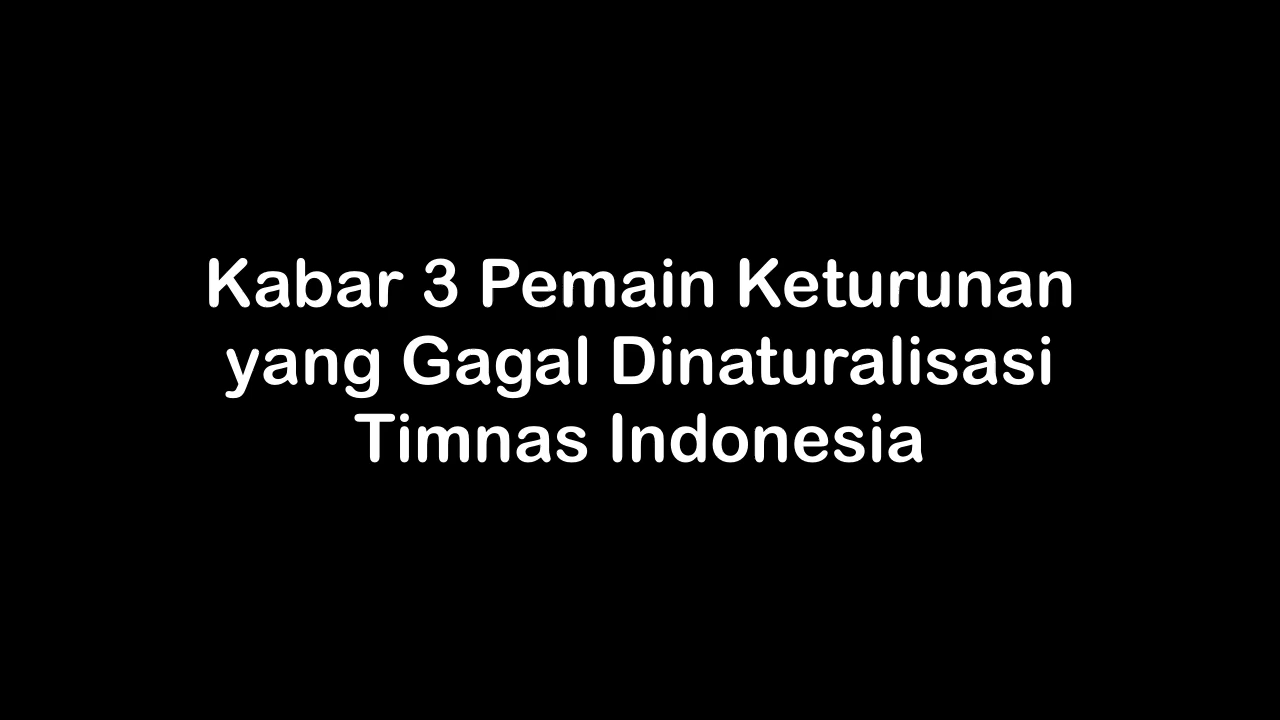 Kabar 3 Pemain Keturunan
yang Gagal Dinaturalisasi
Timnas Indonesia